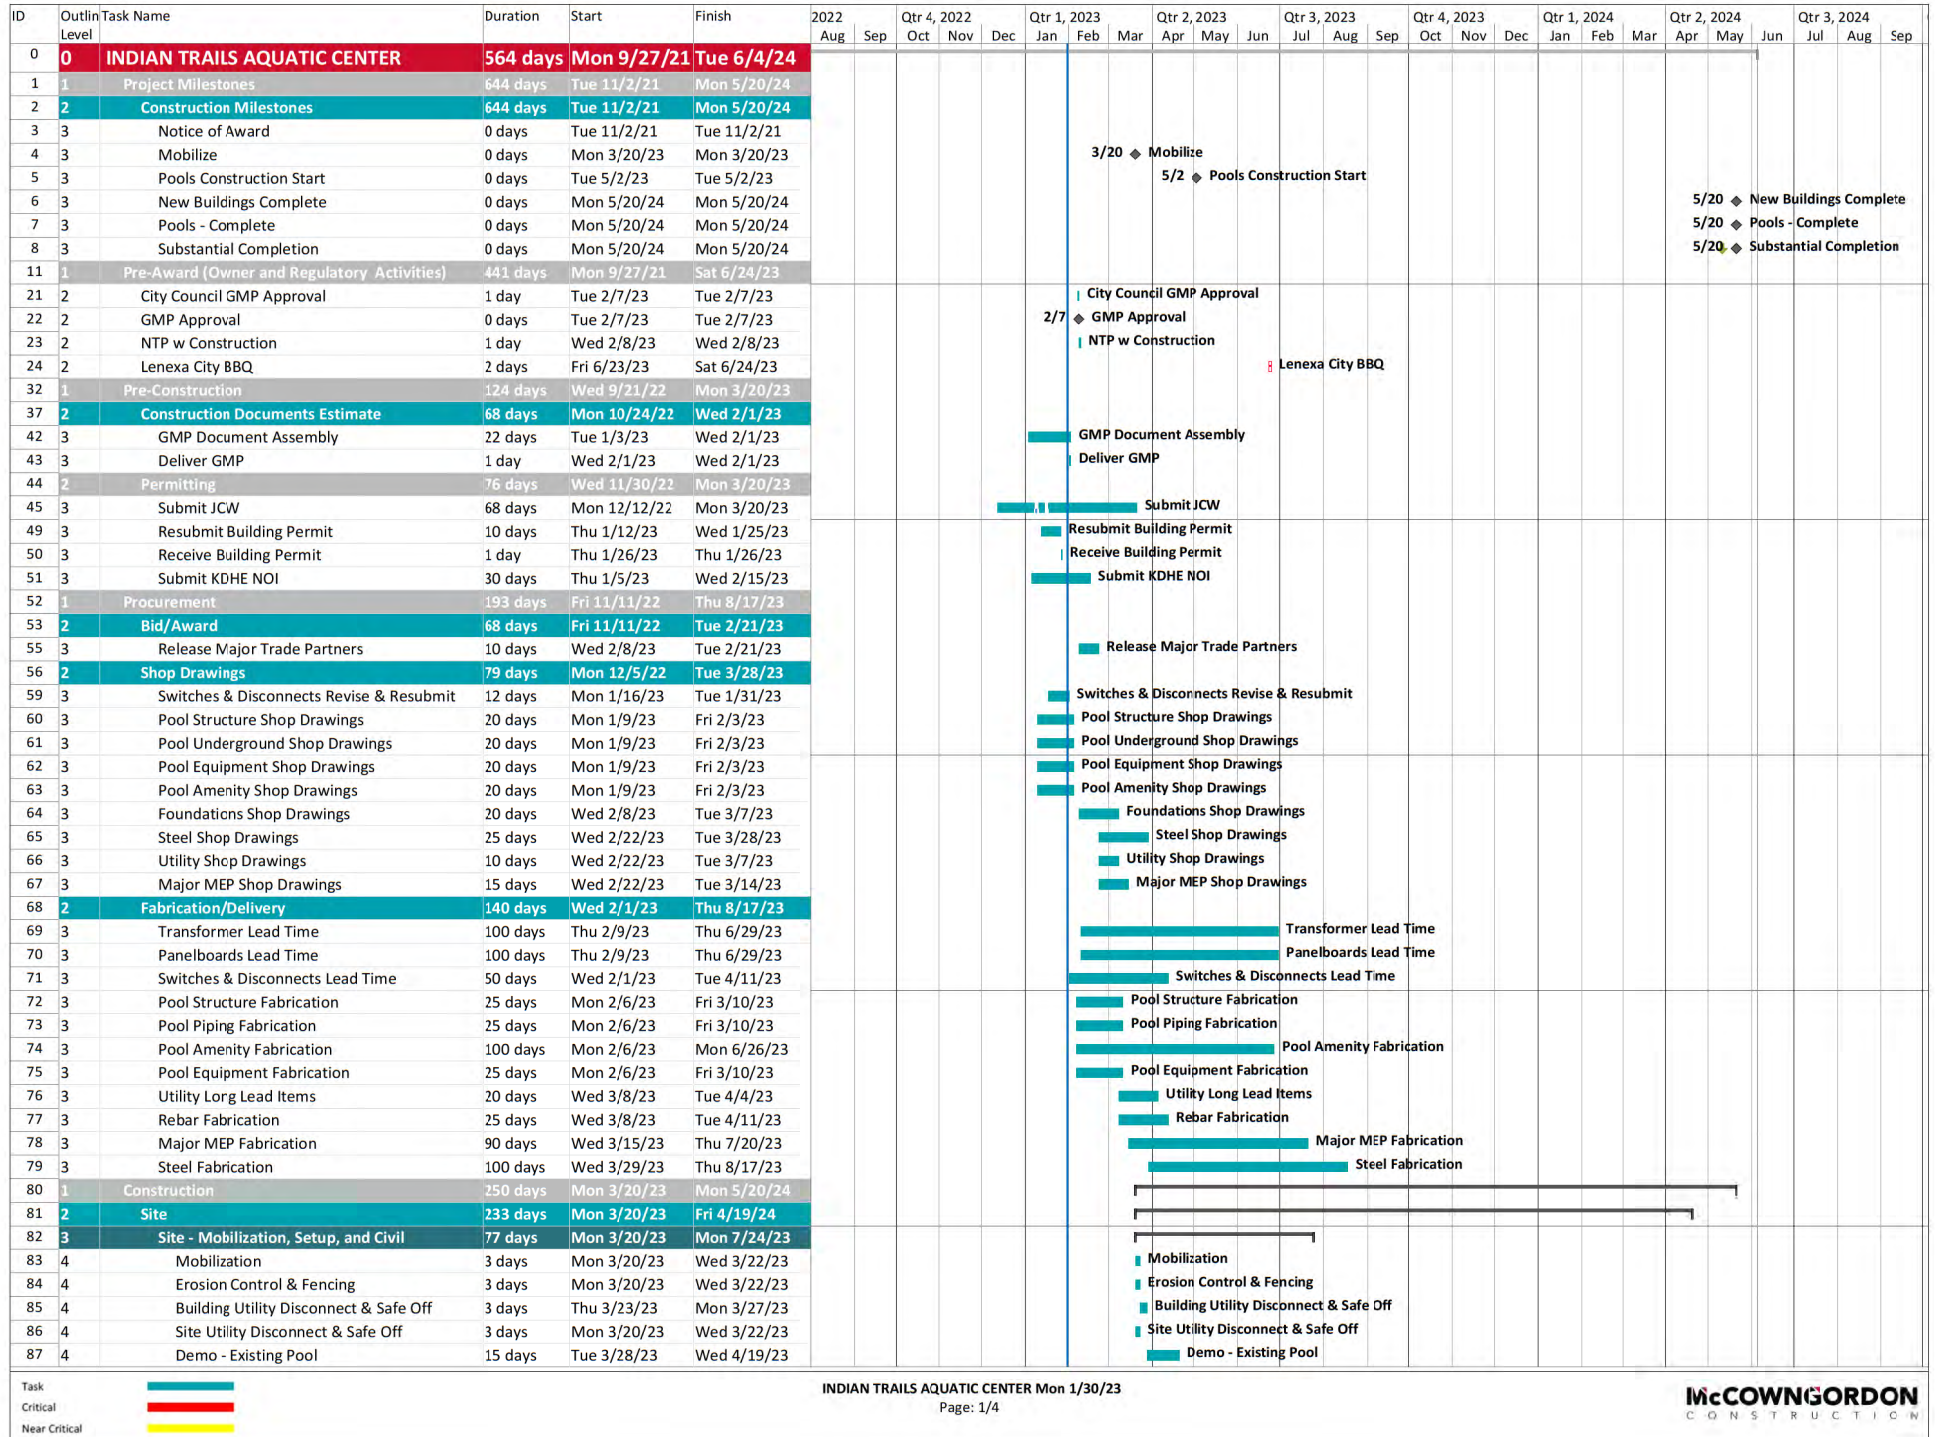 ID Outlin Task Name Duration Start Finish 2022 Qtr 4, 2022 Qtr 1, 2023 Qtr 2, 2023 Qtr 3, 2023 Qtr 4, 2023 Qtr 1, 2024 Qtr 2, 2024 Qtr 3, 2024
Level Aug Sep Oct Nov Dec Jan Feb Mar Apr May Jun Jul Aug Sep Oct Nov Dec Jan Feb Mar Apr May Jun Jul Aug Sep
0 0 INDIAN TRAILS AQUATIC CENTER 564 days Mon 9/27/21 Tue 6/4/24
1 1 Project Milestones 644 days Tue 11/2/21 Mon 5/20/24
2 2 Construction Milestones 644 days Tue 11/2/21 Mon 5/20/24
3 3 Notice of Award 0 days Tue 11/2/21 Tue 11/2/21
4 3 Mobilize 0 days Mon 3/20/23 Mon 3/20/23 3/20 Mobilize
5 3 Pools Construction Start 0 days Tue 5/2/23 Tue 5/2/23 5/2 Pools Construction Start
6 3 New Buildings Complete 0 days Mon 5/20/24 Mon 5/20/24 5/20 New Buildings Complete
7 3 Pools - Complete 0 days Mon 5/20/24 Mon 5/20/24 5/20 Pools - Complete
8 3 Substantial Completion 0 days Mon 5/20/24 Mon 5/20/24 5/20 Substantial Completion
11 1 Pre-Award (Owner and Regulatory Activities) 441 days Mon 9/27/21 Sat 6/24/23
21 2 City Council GMP Approval 1 day Tue 2/7/23 Tue 2/7/23 City Council GMP Approval
22 2 GMP Approval 0 days Tue 2/7/23 Tue 2/7/23 2/7 GMP Approval
23 2 NTP w Construction 1 day Wed 2/8/23 Wed 2/8/23 NTP w Construction
24 2 Lenexa City BBQ 2 days Fri 6/23/23 Sat 6/24/23 Lenexa City BBQ
32 1 Pre-Construction 124 days Wed 9/21/22 Mon 3/20/23
37 2 Construction Documents Estimate 68 days Mon 10/24/22 Wed 2/1/23
42 3 GMP Document Assembly 22 days Tue 1/3/23 Wed 2/1/23 GMP Document Assembly
43 3 Deliver GMP 1 day Wed 2/1/23 Wed 2/1/23 Deliver GMP
44 2 Permitting 76 days Wed 11/30/22 Mon 3/20/23
45 3 Submit JCW 68 days Mon 12/12/22 Mon 3/20/23 Submit JCW
49 3 Resubmit Building Permit 10 days Thu 1/12/23 Wed 1/25/23 Resubmit Building Permit
50 3 Receive Building Permit 1 day Thu 1/26/23 Thu 1/26/23 Receive Building Permit
51 3 Submit KDHE NOI 30 days Thu 1/5/23 Wed 2/15/23 Submit KDHE NOI
52 1 Procurement 193 days Fri 11/11/22 Thu 8/17/23
53 2 Bid/Award 68 days Fri 11/11/22 Tue 2/21/23
55 3 Release Major Trade Partners 10 days Wed 2/8/23 Tue 2/21/23 Release Major Trade Partners
56 2 Shop Drawings 79 days Mon 12/5/22 Tue 3/28/23
59 3 Switches & Disconnects Revise & Resubmit 12 days Mon 1/16/23 Tue 1/31/23 Switches & Disconnects Revise & Resubmit
60 3 Pool Structure Shop Drawings 20 days Mon 1/9/23 Fri 2/3/23 Pool Structure Shop Drawings
61 3 Pool Underground Shop Drawings 20 days Mon 1/9/23 Fri 2/3/23 Pool Underground Shop Drawings
62 3 Pool Equipment Shop Drawings 20 days Mon 1/9/23 Fri 2/3/23 Pool Equipment Shop Drawings
63 3 Pool Amenity Shop Drawings 20 days Mon 1/9/23 Fri 2/3/23 Pool Amenity Shop Drawings
64 3 Foundations Shop Drawings 20 days Wed 2/8/23 Tue 3/7/23 Foundations Shop Drawings
65 3 Steel Shop Drawings 25 days Wed 2/22/23 Tue 3/28/23 Steel Shop Drawings
66 3 Utility Shop Drawings 10 days Wed 2/22/23 Tue 3/7/23 Utility Shop Drawings
67 3 Major MEP Shop Drawings 15 days Wed 2/22/23 Tue 3/14/23 Major MEP Shop Drawings
68 2 Fabrication/Delivery 140 days Wed 2/1/23 Thu 8/17/23
69 3 Transformer Lead Time 100 days Thu 2/9/23 Thu 6/29/23 Transformer Lead Time
70 3 Panelboards Lead Time 100 days Thu 2/9/23 Thu 6/29/23 Panelboards Lead Time
71 3 Switches & Disconnects Lead Time 50 days Wed 2/1/23 Tue 4/11/23 Switches & Disconnects Lead Time
72 3 Pool Structure Fabrication 25 days Mon 2/6/23 Fri 3/10/23 Pool Structure Fabrication
73 3 Pool Piping Fabrication 25 days Mon 2/6/23 Fri 3/10/23 Pool Piping Fabrication
74 3 Pool Amenity Fabrication 100 days Mon 2/6/23 Mon 6/26/23 Pool Amenity Fabrication
75 3 Pool Equipment Fabrication 25 days Mon 2/6/23 Fri 3/10/23 Pool Equipment Fabrication
76 3 Utility Long Lead Items 20 days Wed 3/8/23 Tue 4/4/23 Utility Long Lead Items
77 3 Rebar Fabrication 25 days Wed 3/8/23 Tue 4/11/23 Rebar Fabrication
78 3 Major MEP Fabrication 90 days Wed 3/15/23 Thu 7/20/23 Major MEP Fabrication
79 3 Steel Fabrication 100 days Wed 3/29/23 Thu 8/17/23 Steel Fabrication
80 1 Construction 250 days Mon 3/20/23 Mon 5/20/24
81 2 Site 233 days Mon 3/20/23 Fri 4/19/24
82 3 Site - Mobilization, Setup, and Civil 77 days Mon 3/20/23 Mon 7/24/23
83 4 Mobilization 3 days Mon 3/20/23 Wed 3/22/23 Mobilization
84 4 Erosion Control & Fencing 3 days Mon 3/20/23 Wed 3/22/23 Erosion Control & Fencing
85 4 Building Utility Disconnect & Safe Off 3 days Thu 3/23/23 Mon 3/27/23 Building Utility Disconnect & Safe Off
86 4 Site Utility Disconnect & Safe Off 3 days Mon 3/20/23 Wed 3/22/23 Site Utility Disconnect & Safe Off
87 4 Demo - Existing Pool 15 days Tue 3/28/23 Wed 4/19/23 Demo - Existing Pool
Task
Critical
Near Critical
INDIAN TRAILS AQUATIC CENTER Mon 1/30/23
Page: 1/4
McCOWNGORDON
CONSTRUCTION